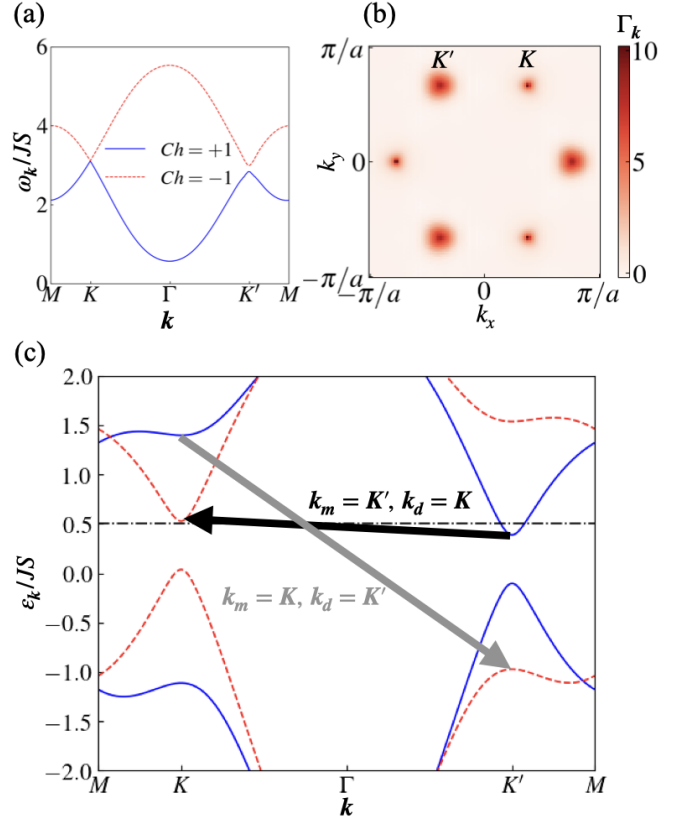 (a)
(b)
6
4
2
0
ω_k/JS
Ch = +1
Ch = −1
M K Γ K′ M
k
π/a
0
−π/a
k_y
K′ K
−π/a 0 π/a
k_x
Γ_k
10
5
0
(c)
2.0
1.5
1.0
0.5
0.5
0.0
−0.5
−1.0
−1.5
−2.0
ε_k/JS
k_m = K′, k_d = K
k_m = K, k_d = K′
M K Γ K′ M
k